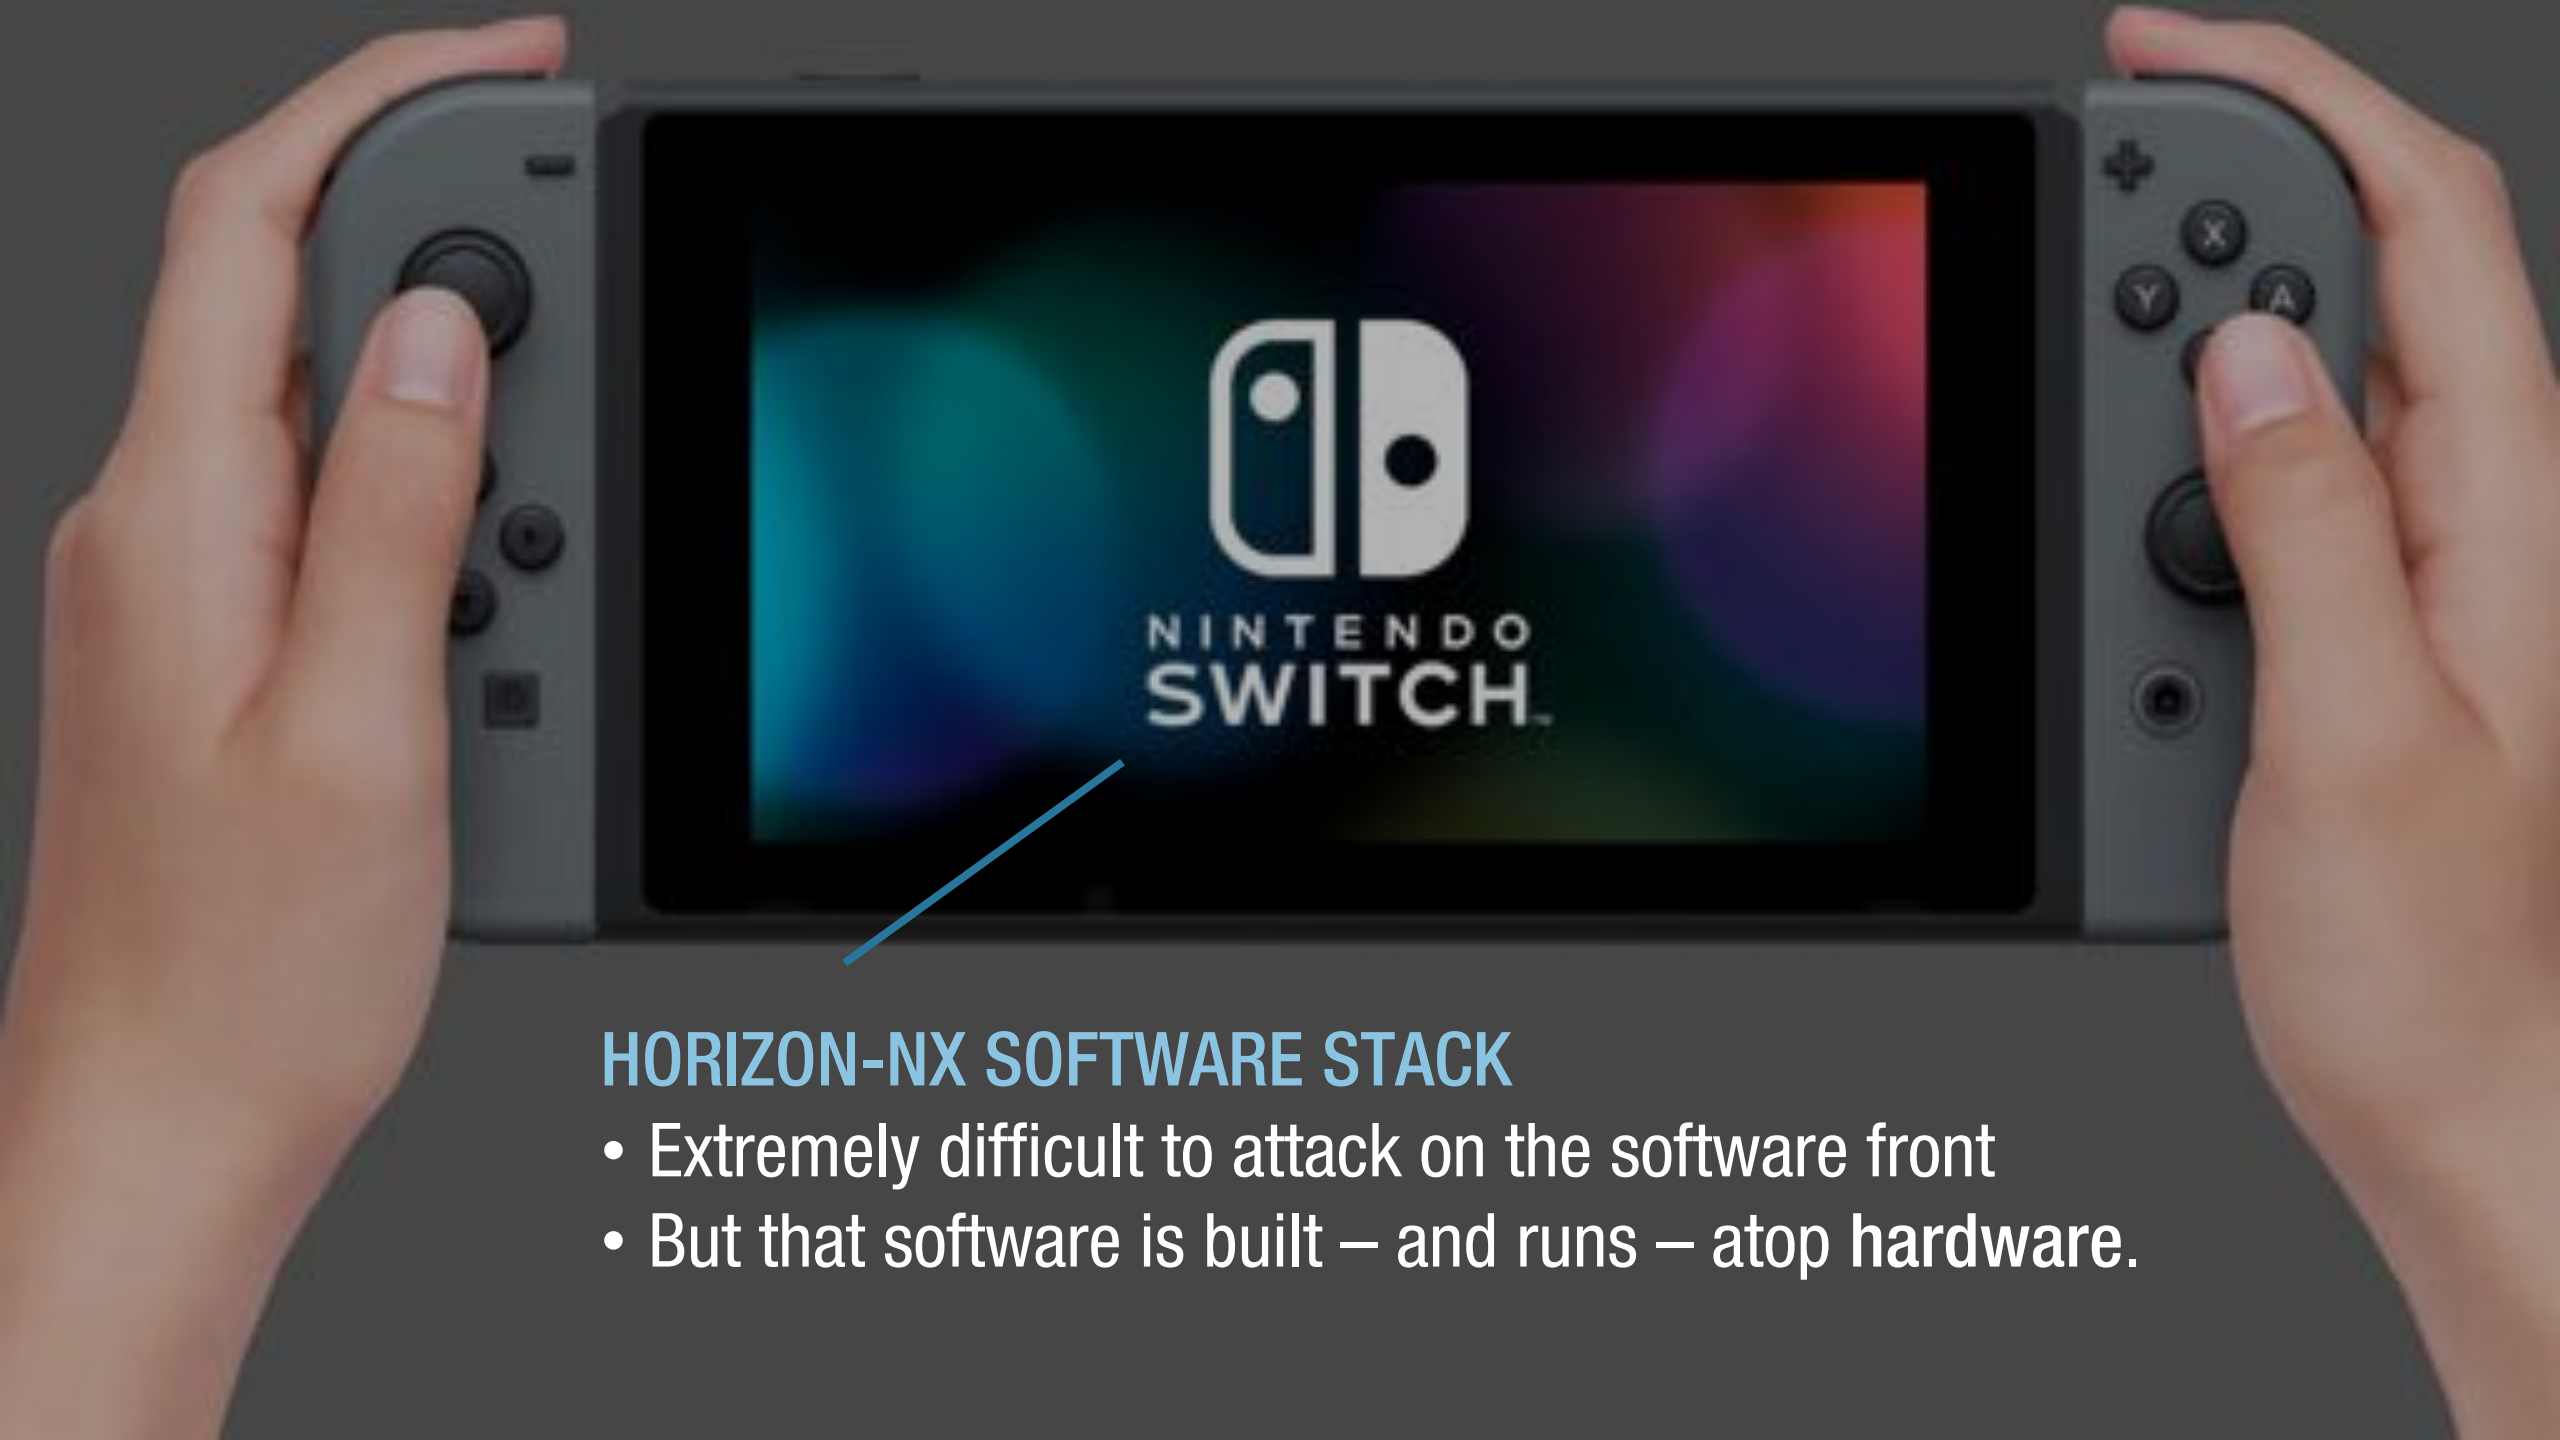 X
Y
A
NINTENDO
SWITCH™
HORIZON-NX SOFTWARE STACK
• Extremely difficult to attack on the software front
• But that software is built – and runs – atop hardware.